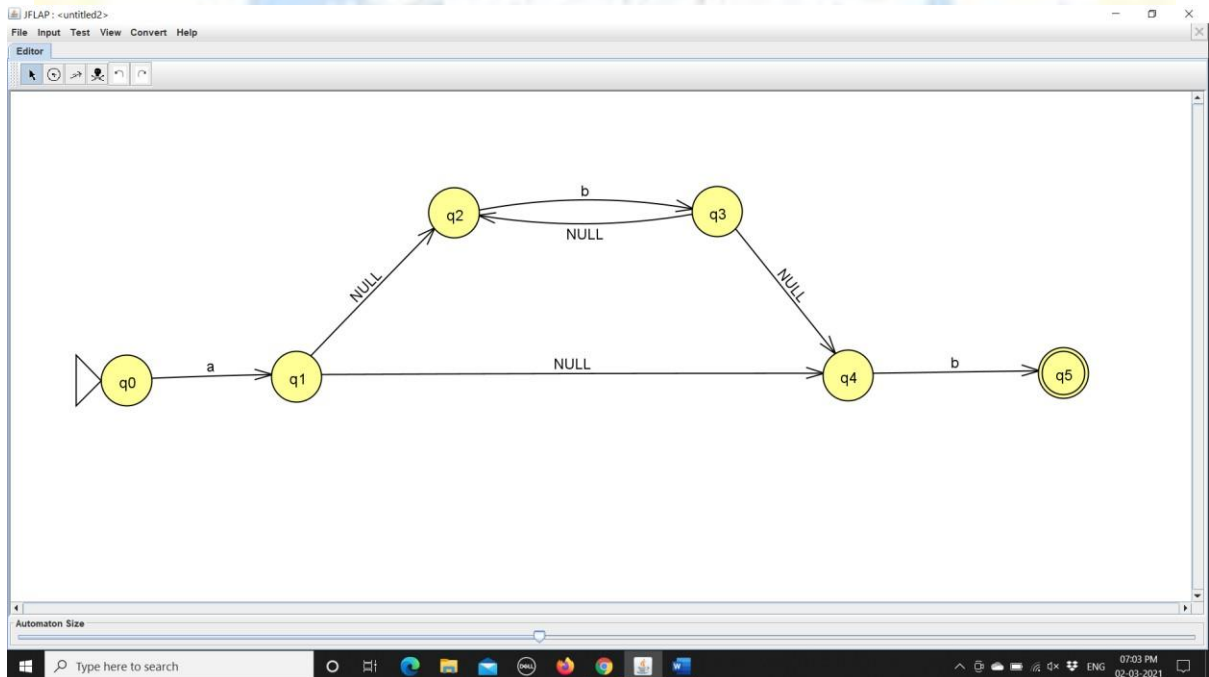 JFLAP : <untitled2>
File Input Test View Convert Help
Editor
b
q2
q3
NULL
NULL
NULL
a
NULL
b
q0
q1
q4
q5
Automaton Size
Type here to search
DELL
ENG
07:03 PM
02-03-2021